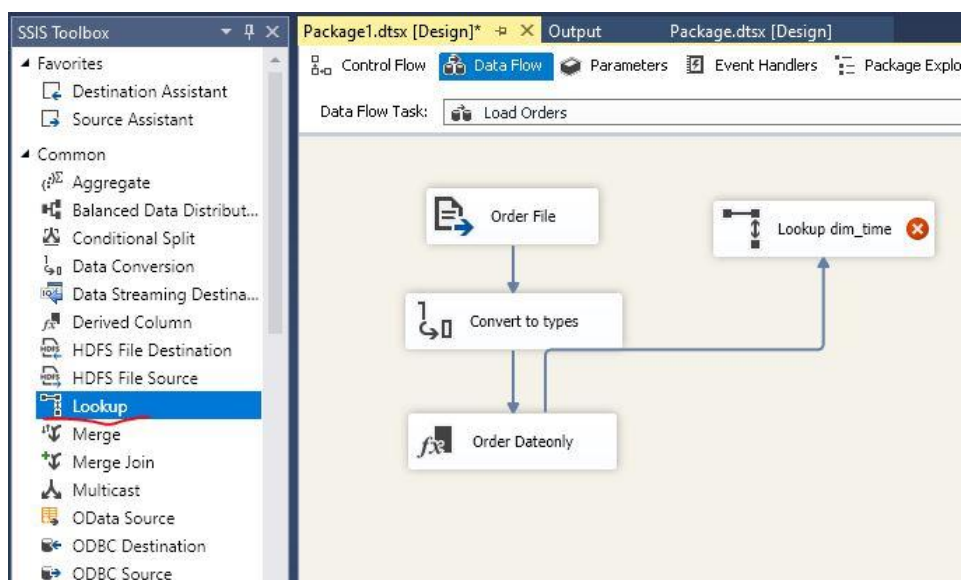 SSIS Toolbox
Package1.dtsx [Design]*
Output
Package.dtsx [Design]
Favorites
Destination Assistant
Source Assistant
Common
Aggregate
Balanced Data Distribut...
Conditional Split
Data Conversion
Data Streaming Destina...
Derived Column
HDFS File Destination
HDFS File Source
Lookup
Merge
Merge Join
Multicast
OData Source
ODBC Destination
ODBC Source
Control Flow
Data Flow
Parameters
Event Handlers
Package Explo
Data Flow Task:
Load Orders
Order File
Lookup dim_time
Convert to types
Order Dateonly